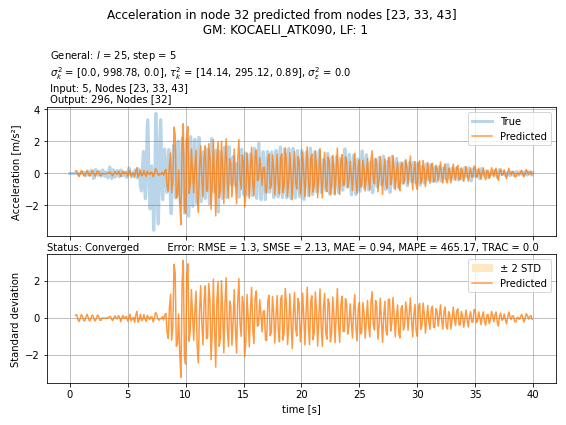 Acceleration in node 32 predicted from nodes [23, 33, 43]
GM: KOCAELI_ATK090, LF: 1
General: l = 25, step = 5
σ²ₖ = [0.0, 998.78, 0.0], τ²ₖ = [14.14, 295.12, 0.89], σ²ε = 0.0
Input: 5, Nodes [23, 33, 43]
Output: 296, Nodes [32]
Acceleration [m/s²]
4
2
0
−2
True
Predicted
Status: Converged
Error: RMSE = 1.3, SMSE = 2.13, MAE = 0.94, MAPE = 465.17, TRAC = 0.0
Standard deviation
2
0
−2
± 2 STD
Predicted
0 5 10 15 20 25 30 35 40
time [s]